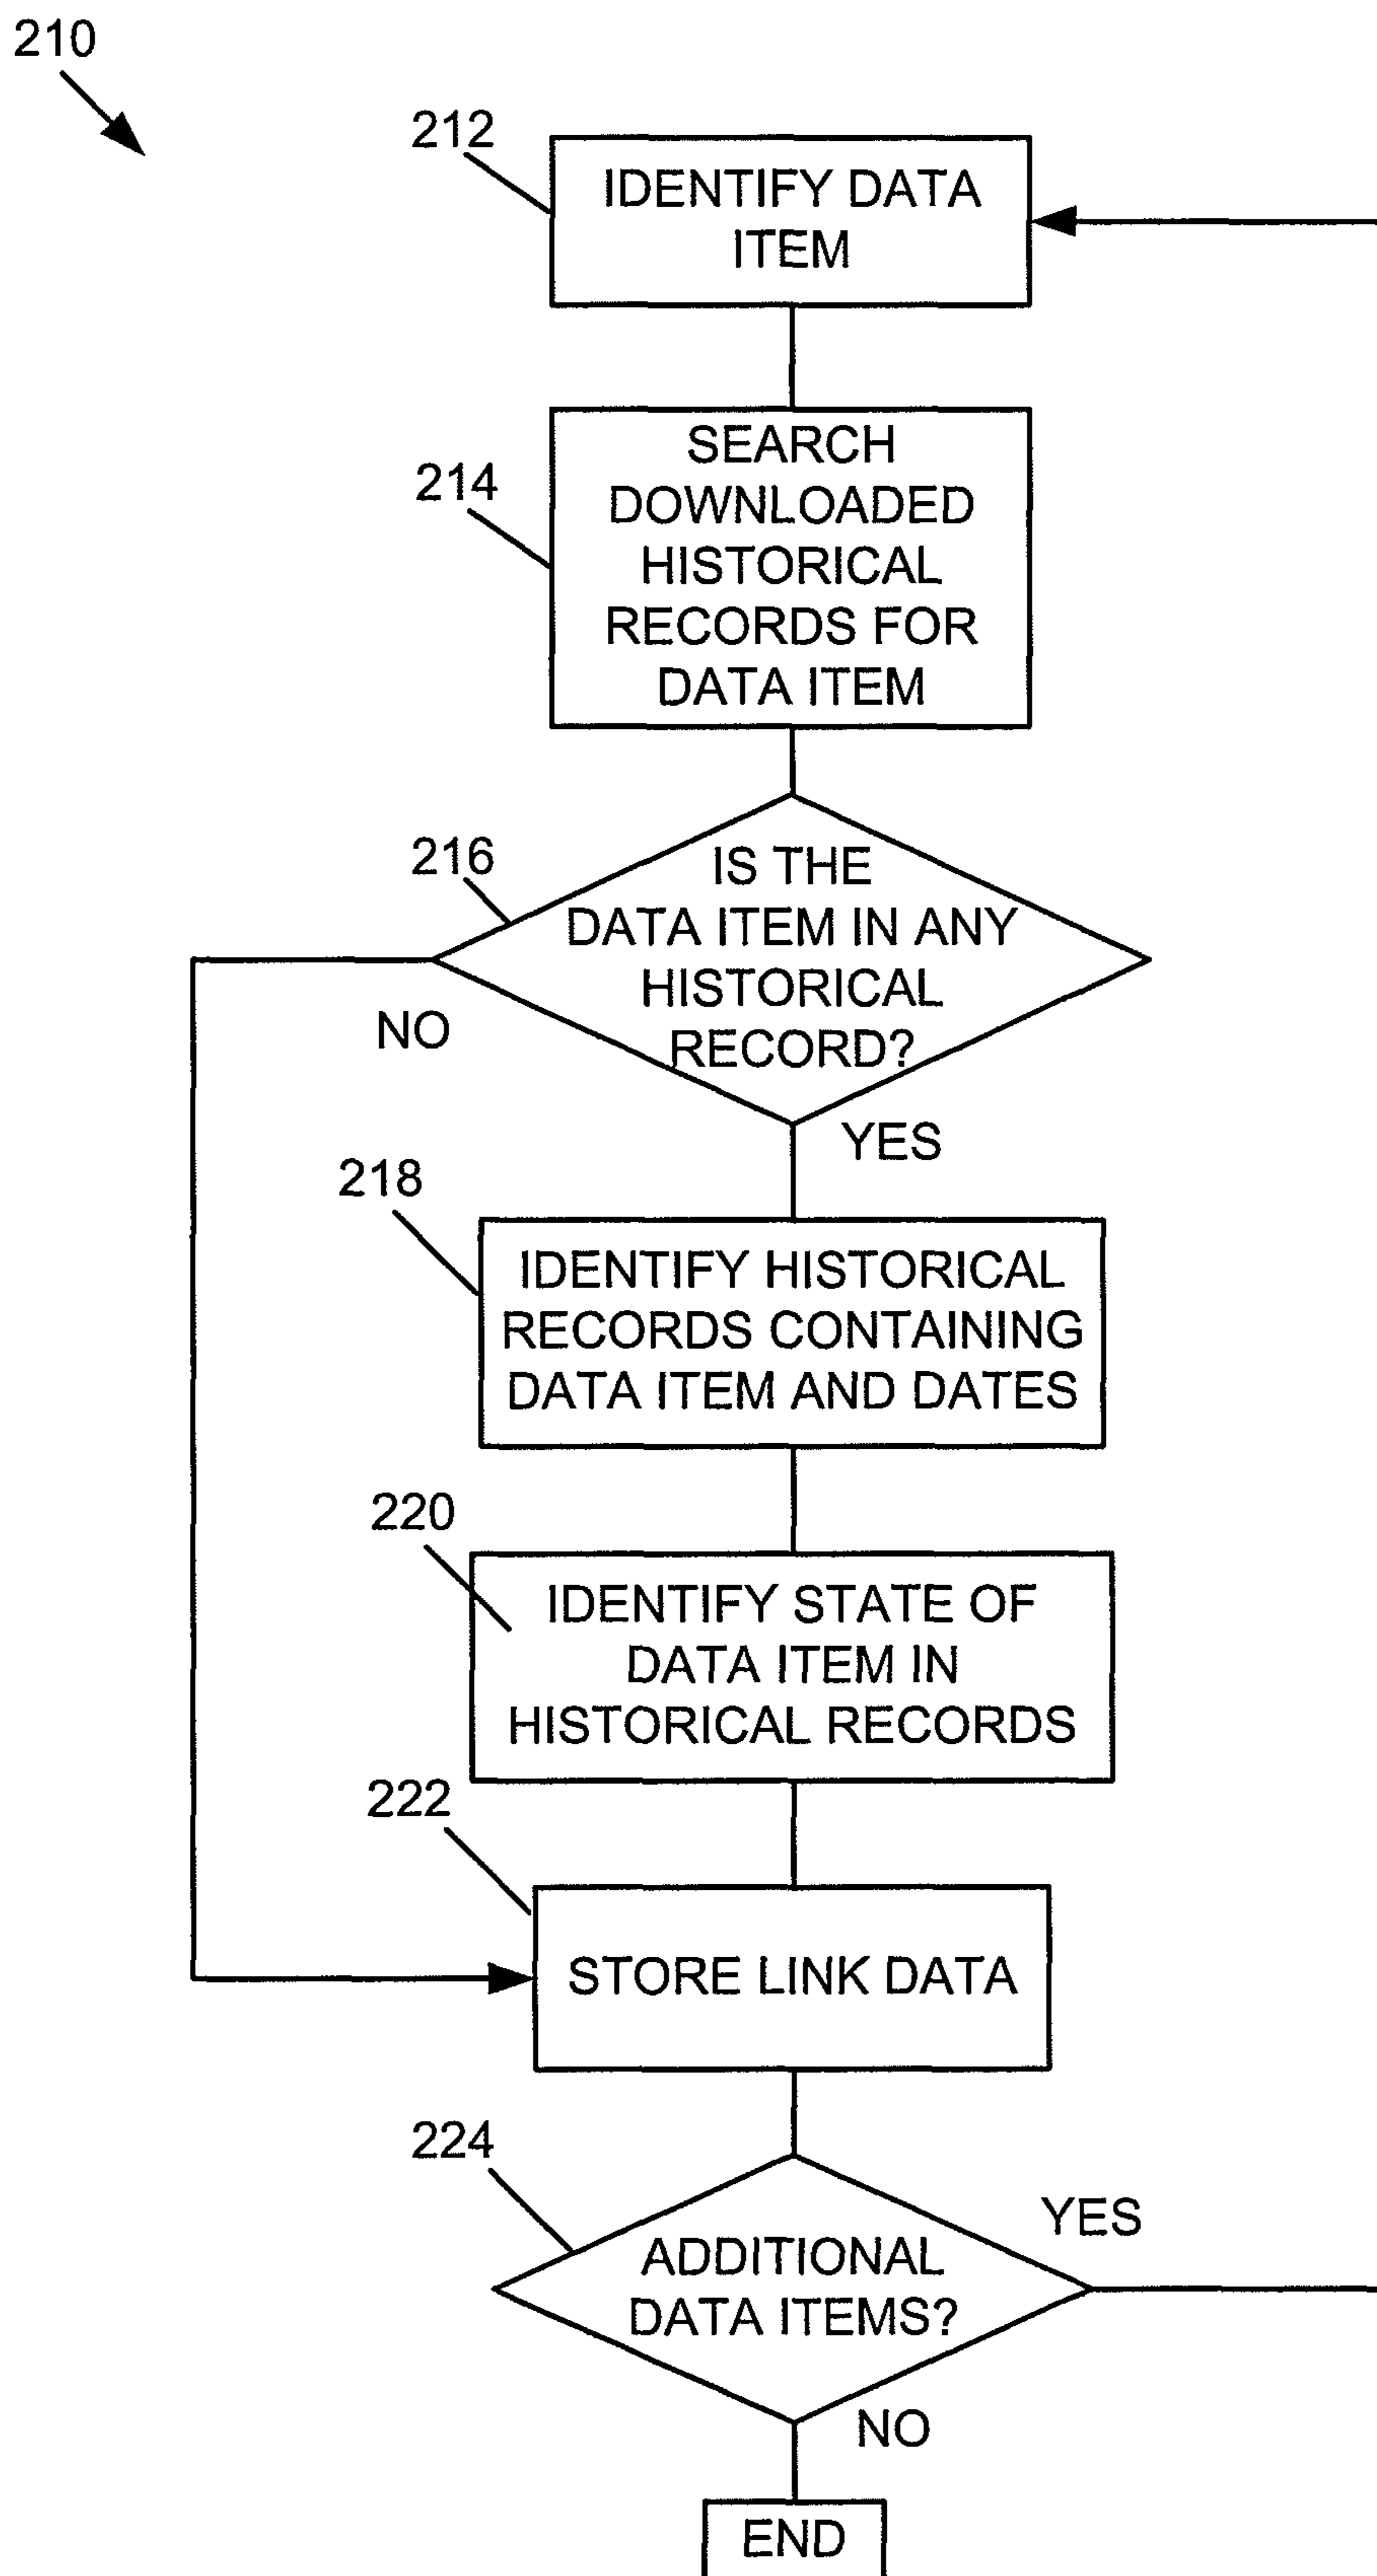 210
212
IDENTIFY DATA
ITEM
214
SEARCH
DOWNLOADED
HISTORICAL
RECORDS FOR
DATA ITEM
216
IS THE
DATA ITEM IN ANY
HISTORICAL
RECORD?
NO
YES
218
IDENTIFY HISTORICAL
RECORDS CONTAINING
DATA ITEM AND DATES
220
IDENTIFY STATE OF
DATA ITEM IN
HISTORICAL RECORDS
222
STORE LINK DATA
224
YES
ADDITIONAL
DATA ITEMS?
NO
END